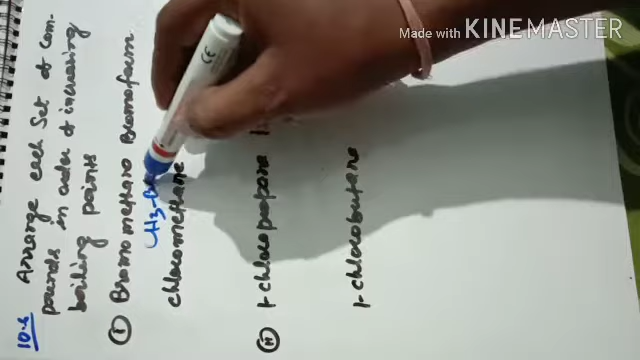 10.4 Arrange each Set of com-
pounds in order of increasing
boiling points
(I) Bromomethane Bromoform
CH3-
chloromethane
(II) 1-chloropropane
1-chlorobutane
Made with KINEMASTER